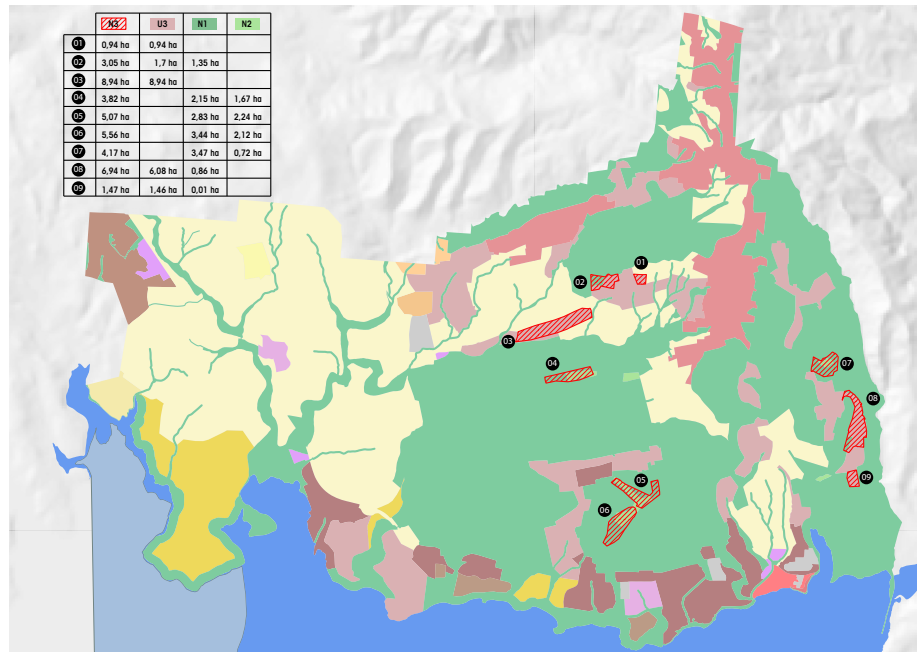 N3 U3 N1 N2
01 0,94 ha 0,94 ha
02 3,05 ha 1,7 ha 1,35 ha
03 8,94 ha 8,94 ha
04 3,82 ha 2,15 ha 1,67 ha
05 5,07 ha 2,83 ha 2,24 ha
06 5,56 ha 3,44 ha 2,12 ha
07 4,17 ha 3,47 ha 0,72 ha
08 6,94 ha 6,08 ha 0,86 ha
09 1,47 ha 1,46 ha 0,01 ha
01
02
03
04
07
08
09
05
06